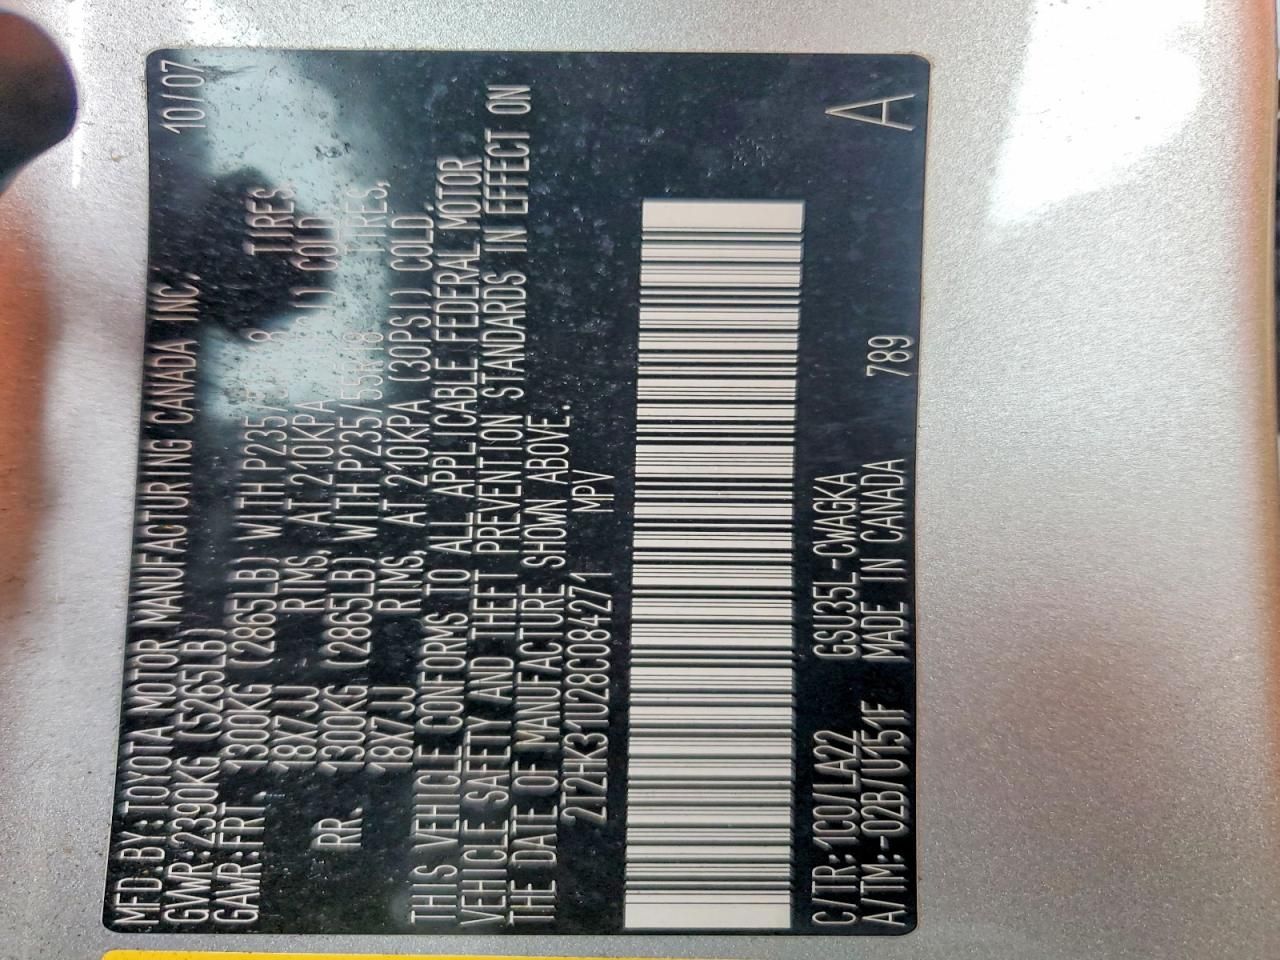 MFD.BY:TOYOTA MOTOR MANUFACTURING CANADA INC. 10/07
GVWR:2390KG (5265LB)
GAWR:FRT. 1300KG (2865LB) WITH P235/ TIRES,
18X7JJ RIMS, AT 210KPA COLD
RR. 1300KG (2865LB) WITH P235/55R18 TIRES,
18X7JJ RIMS, AT 210KPA (30PSI) COLD.
THIS VEHICLE CONFORMS TO ALL APPLICABLE FEDERAL MOTOR
VEHICLE SAFETY AND THEFT PREVENTION STANDARDS IN EFFECT ON
THE DATE OF MANUFACTURE SHOWN ABOVE.
2T2HK31U28C084271 MPV
C/TR:1C0/LA22 GSU35L-CWAGKA
A/TM:-02B/U151F MADE IN CANADA 789 A